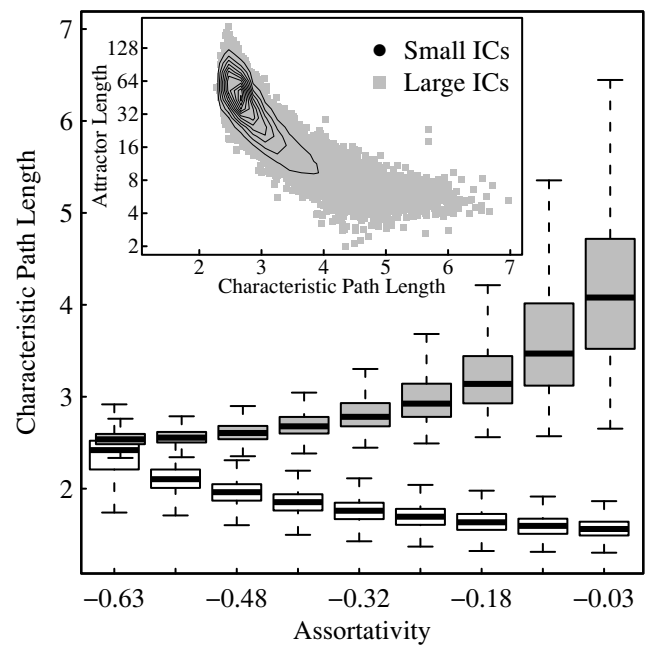 7
6
5
4
3
2
Characteristic Path Length
128
64
32
16
8
4
2
Attractor Length
Small ICs
Large ICs
2 3 4 5 6 7
Characteristic Path Length
−0.63 −0.48 −0.32 −0.18 −0.03
Assortativity